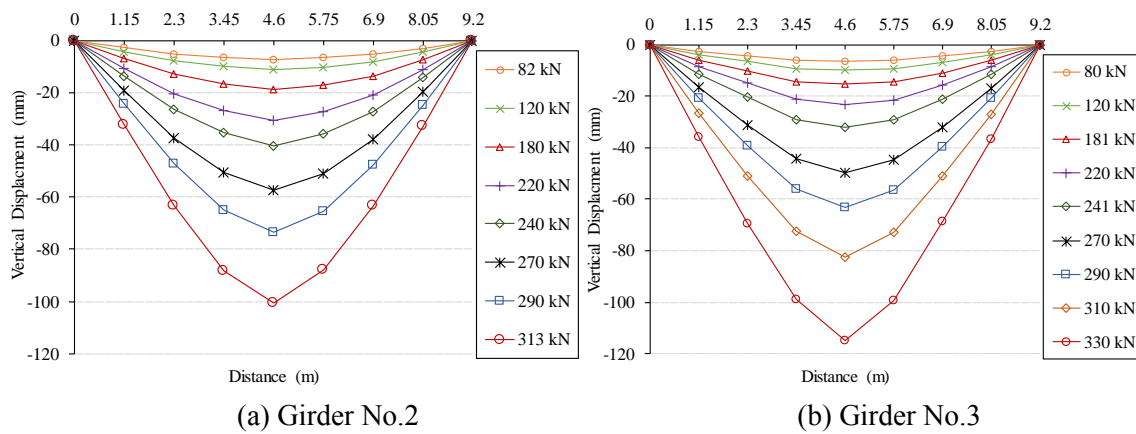 0 1.15 2.3 3.45 4.6 5.75 6.9 8.05 9.2
0
-20
-40
-60
-80
-100
-120
Vertical Displacment (mm)
Distance (m)
82 kN
120 kN
180 kN
220 kN
240 kN
270 kN
290 kN
313 kN
(a) Girder No.2
0 1.15 2.3 3.45 4.6 5.75 6.9 8.05 9.2
0
-20
-40
-60
-80
-100
-120
Vertical Displacment (mm)
Distance (m)
80 kN
120 kN
181 kN
220 kN
241 kN
270 kN
290 kN
310 kN
330 kN
(b) Girder No.3